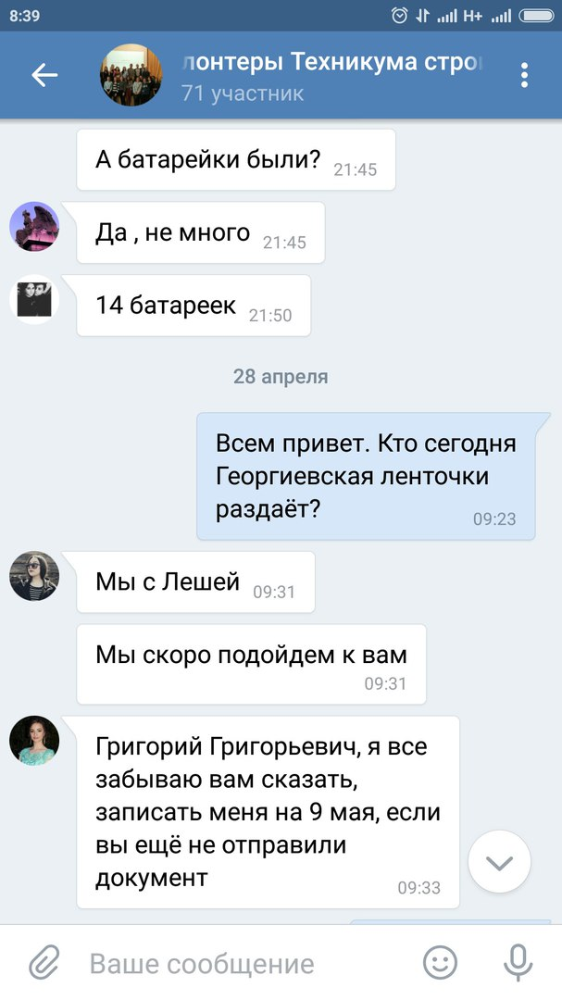 8:39
H+
лонтеры Техникума стро
71 участник
А батарейки были? 21:45
Да , не много 21:45
14 батареек 21:50
28 апреля
Всем привет. Кто сегодня
Георгиевская ленточки
раздаёт? 09:23
Мы с Лешей 09:31
Мы скоро подойдем к вам
09:31
Григорий Григорьевич, я все
забываю вам сказать,
записать меня на 9 мая, если
вы ещё не отправили
документ 09:33
Ваше сообщение